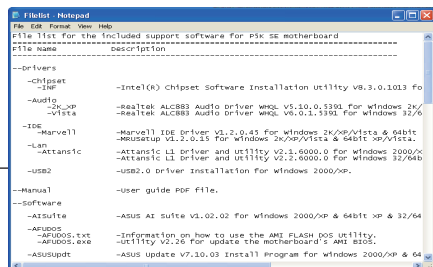 Filelist - Notepad
File Edit Format View Help
File list for the included support software for P5K SE motherboard
---------------------------------------------------------------
File Name Description
---------------------------------------------------------------
--Drivers
-Chipset
-INF -Intel(R) Chipset Software Installation Utility V8.3.0.1013 fo
-Audio
-2K_XP -Realtek ALC883 Audio Driver WHQL V5.10.0.5391 for Windows 2K/
-Vista -Realtek ALC883 Audio Driver WHQL V6.0.1.5391 for Windows 32/6
-IDE
-Marvell -Marvell IDE Driver V1.2.0.45 for Windows 2K/XP/Vista & 64bit
-MRUSetup V1.2.0.15 for Windows 2K/XP/Vista & 64bit XP/Vista.
-Lan
-Attansic -Attansic L1 Driver and Utility V2.1.6000.0 for Windows 2000/X
-Attansic L1 Driver and Utility V2.2.6000.0 for Windows 32/64b
-USB2 -USB2.0 Driver Installation for Windows 2000/XP.
--Manual -User guide PDF file.
--Software
-AISuite -ASUS AI Suite V1.02.02 for Windows 2000/XP & 64bit XP & 32/64
-AFUDOS
-AFUDOS.txt -Information on how to use the AMI FLASH DOS Utility.
-AFUDOS.exe -Utility V2.26 for update the motherboard's AMI BIOS.
-ASUSUpdt -ASUS Update V7.10.03 Install Program for Windows 2000/XP & 64